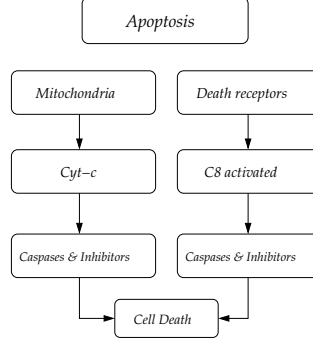 Apoptosis
Mitochondria
Death receptors
Cyt–c
C8 activated
Caspases & Inhibitors
Caspases & Inhibitors
Cell Death